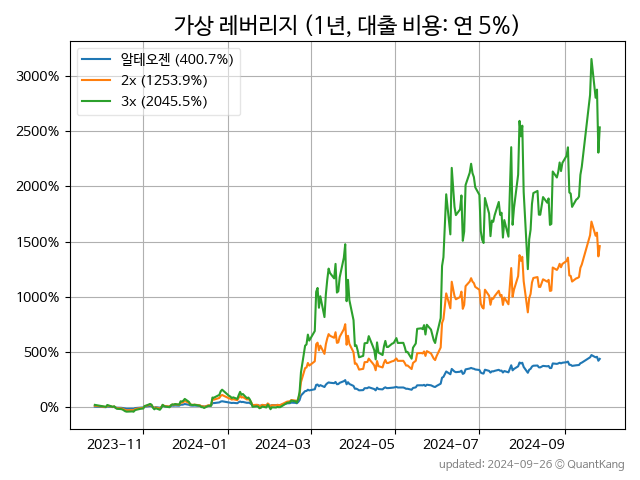 가상 레버리지 (1년, 대출 비용: 연 5%)
알테오젠 (400.7%)
2x (1253.9%)
3x (2045.5%)
3000%
2500%
2000%
1500%
1000%
500%
0%
2023-11 2024-01 2024-03 2024-05 2024-07 2024-09
updated: 2024-09-26 © QuantKang